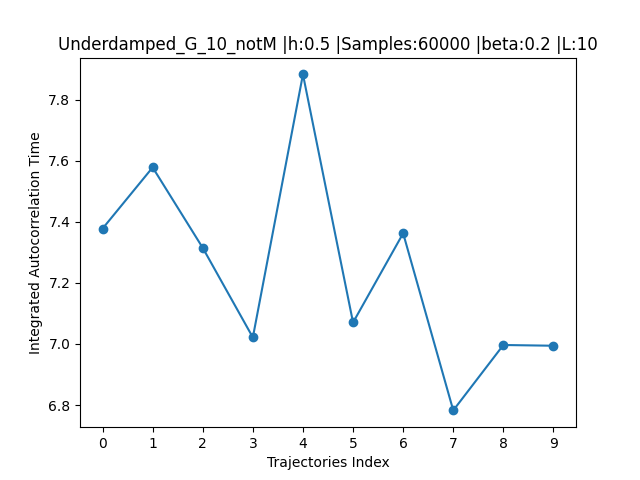 Underdamped_G_10_notM |h:0.5 |Samples:60000 |beta:0.2 |L:10
7.8
7.6
7.4
7.2
7.0
6.8
Integrated Autocorrelation Time
0 1 2 3 4 5 6 7 8 9
Trajectories Index